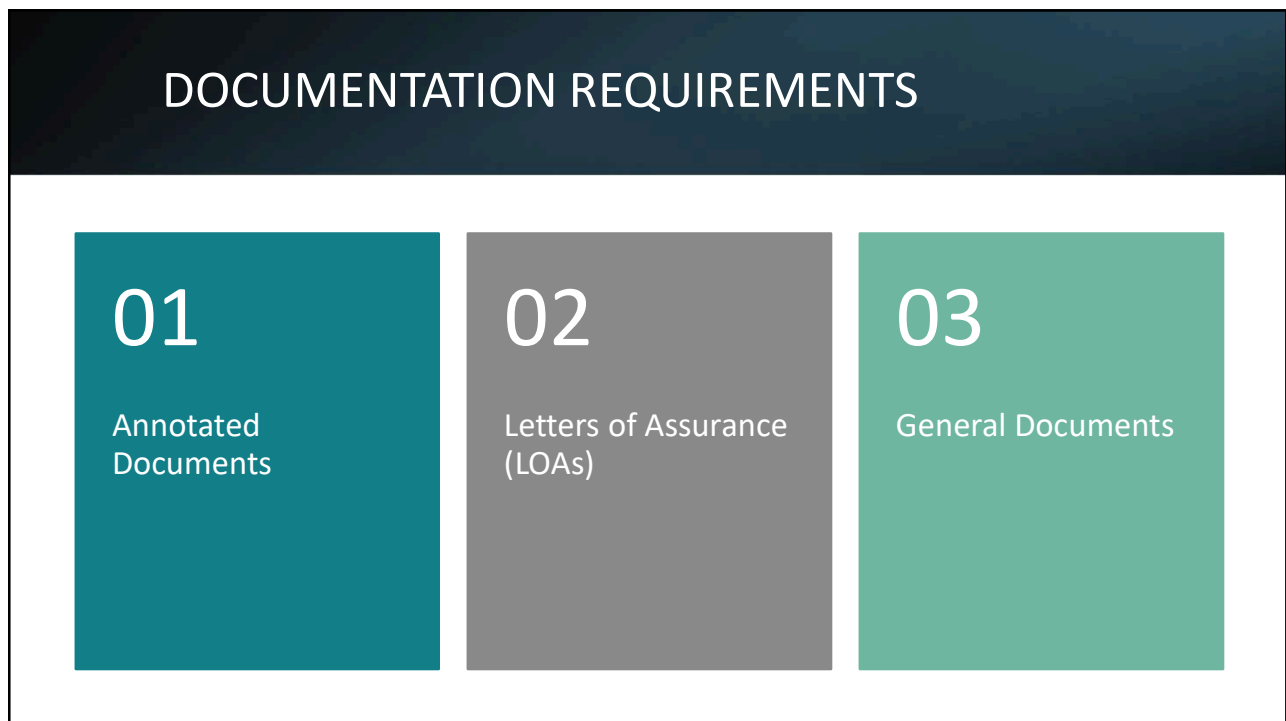 DOCUMENTATION REQUIREMENTS
01
Annotated
Documents
02
Letters of Assurance
(LOAs)
03
General Documents